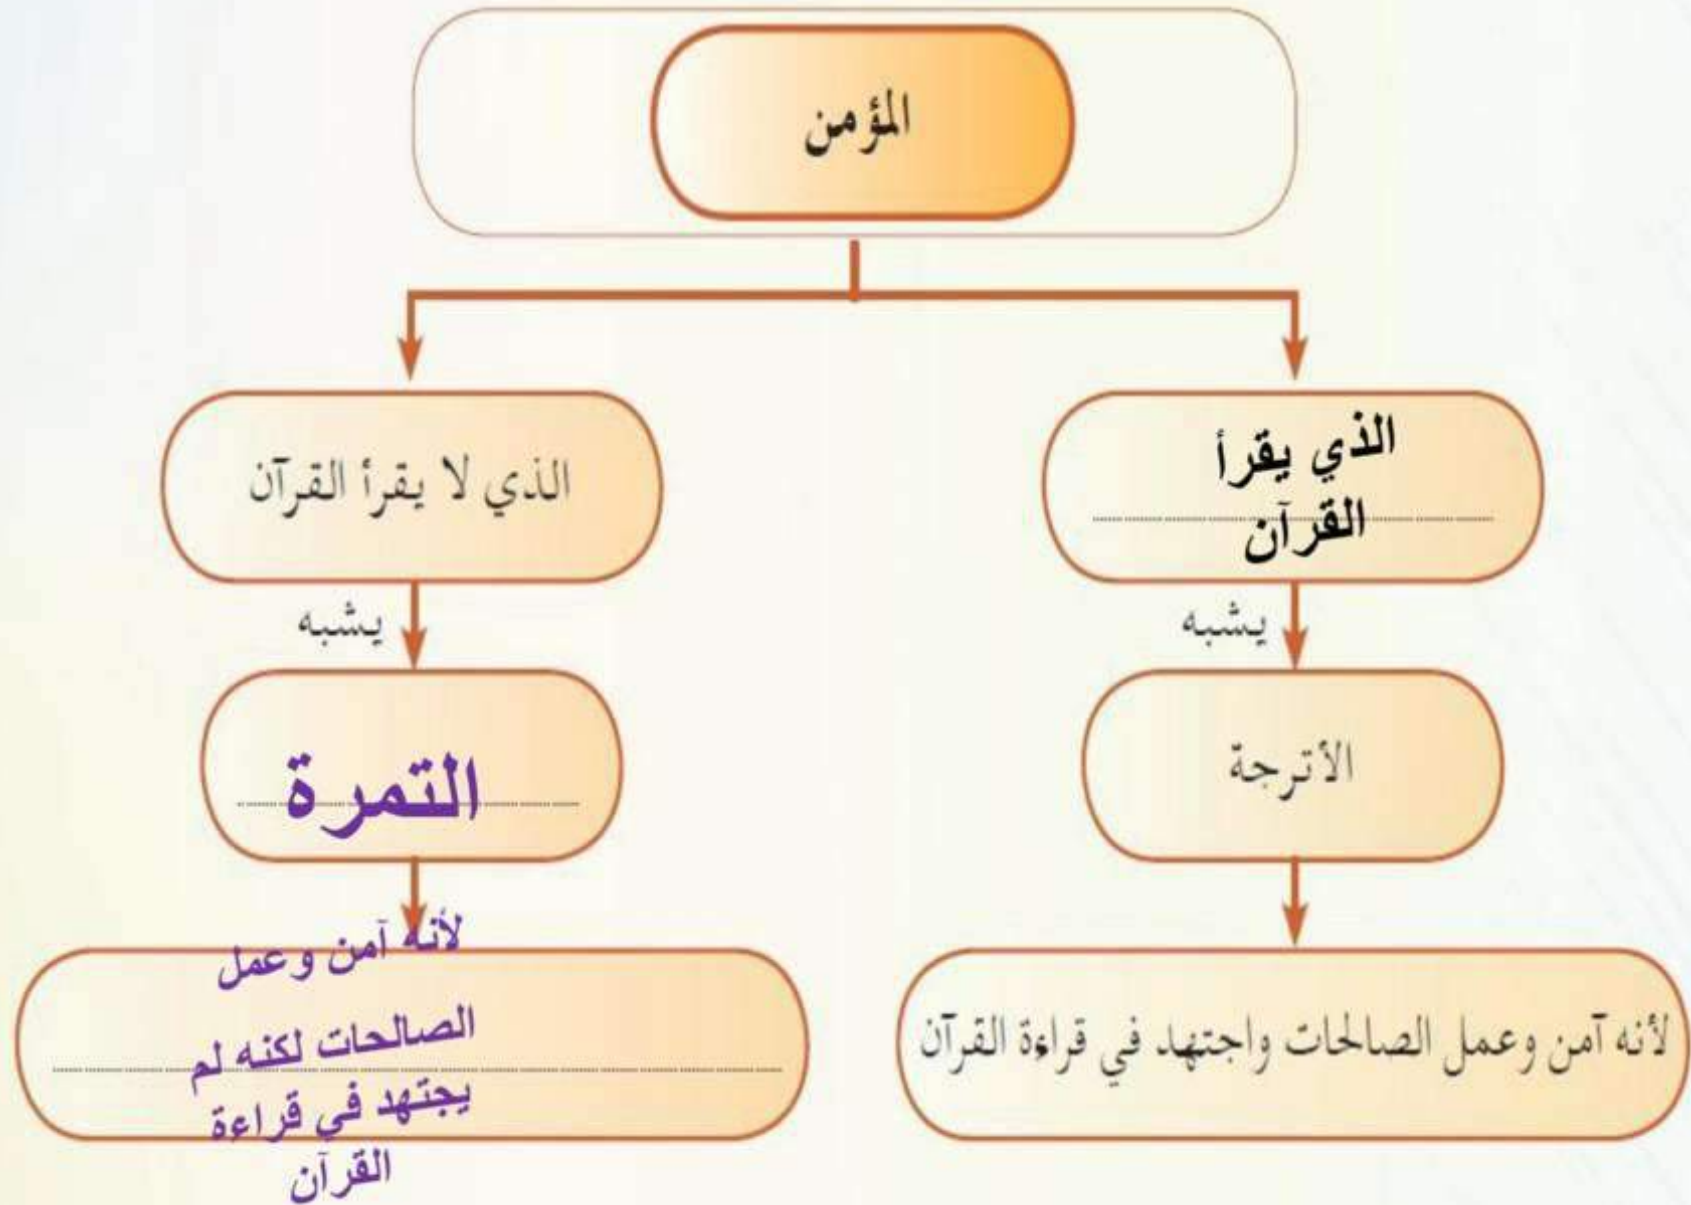 المؤمن
الذي يقرأ
القرآن
الذي لا يقرأ القرآن
يشبه
يشبه
الأترجة
التمرة
لأنه آمن وعمل الصالحات واجتهد في قراءة القرآن
لأنه آمن وعمل
الصالحات لكنه لم
يجتهد في قراءة
القرآن